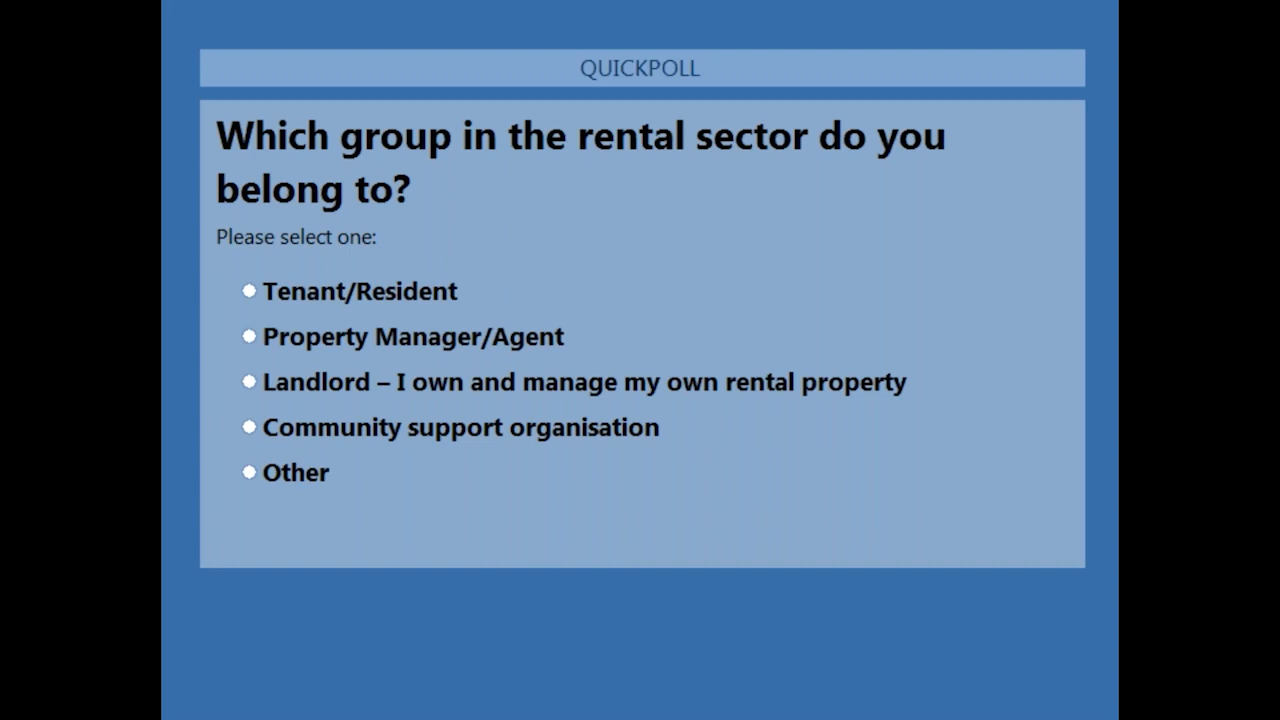 QUICKPOLL
Which group in the rental sector do you
belong to?
Please select one:
Tenant/Resident
Property Manager/Agent
Landlord – I own and manage my own rental property
Community support organisation
Other